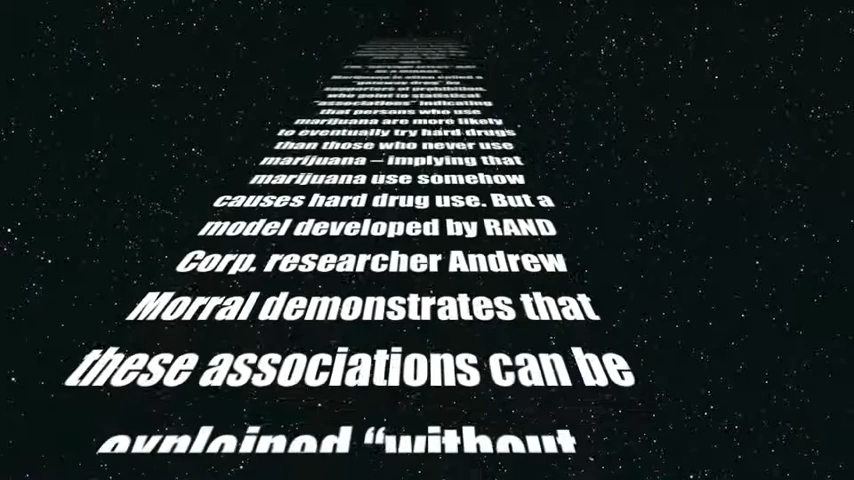 Marijuana is often called a
"gateway drug" by
supporters of prohibition,
who point to statistical
"associations" indicating
that persons who use
marijuana are more likely
to eventually try hard drugs
than those who never use
marijuana — implying that
marijuana use somehow
causes hard drug use. But a
model developed by RAND
Corp. researcher Andrew
Morral demonstrates that
these associations can be
explained "without